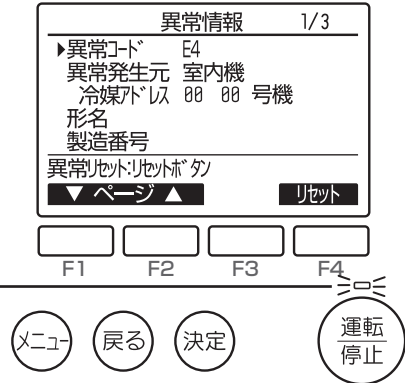 異常情報 1/3
▶異常コード E4
異常発生元 室内機
冷媒アドレス 00 00 号機
形名
製造番号
異常リセット:リセットボタン
▼ ページ ▲ リセット
F1 F2 F3 F4
メニュー 戻る 決定 運転
停止